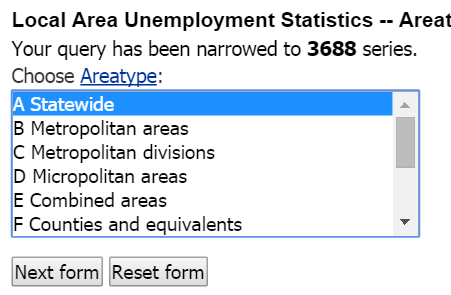 Local Area Unemployment Statistics -- Areat
Your query has been narrowed to 3688 series.
Choose Areatype:
A Statewide
B Metropolitan areas
C Metropolitan divisions
D Micropolitan areas
E Combined areas
F Counties and equivalents
Next form Reset form